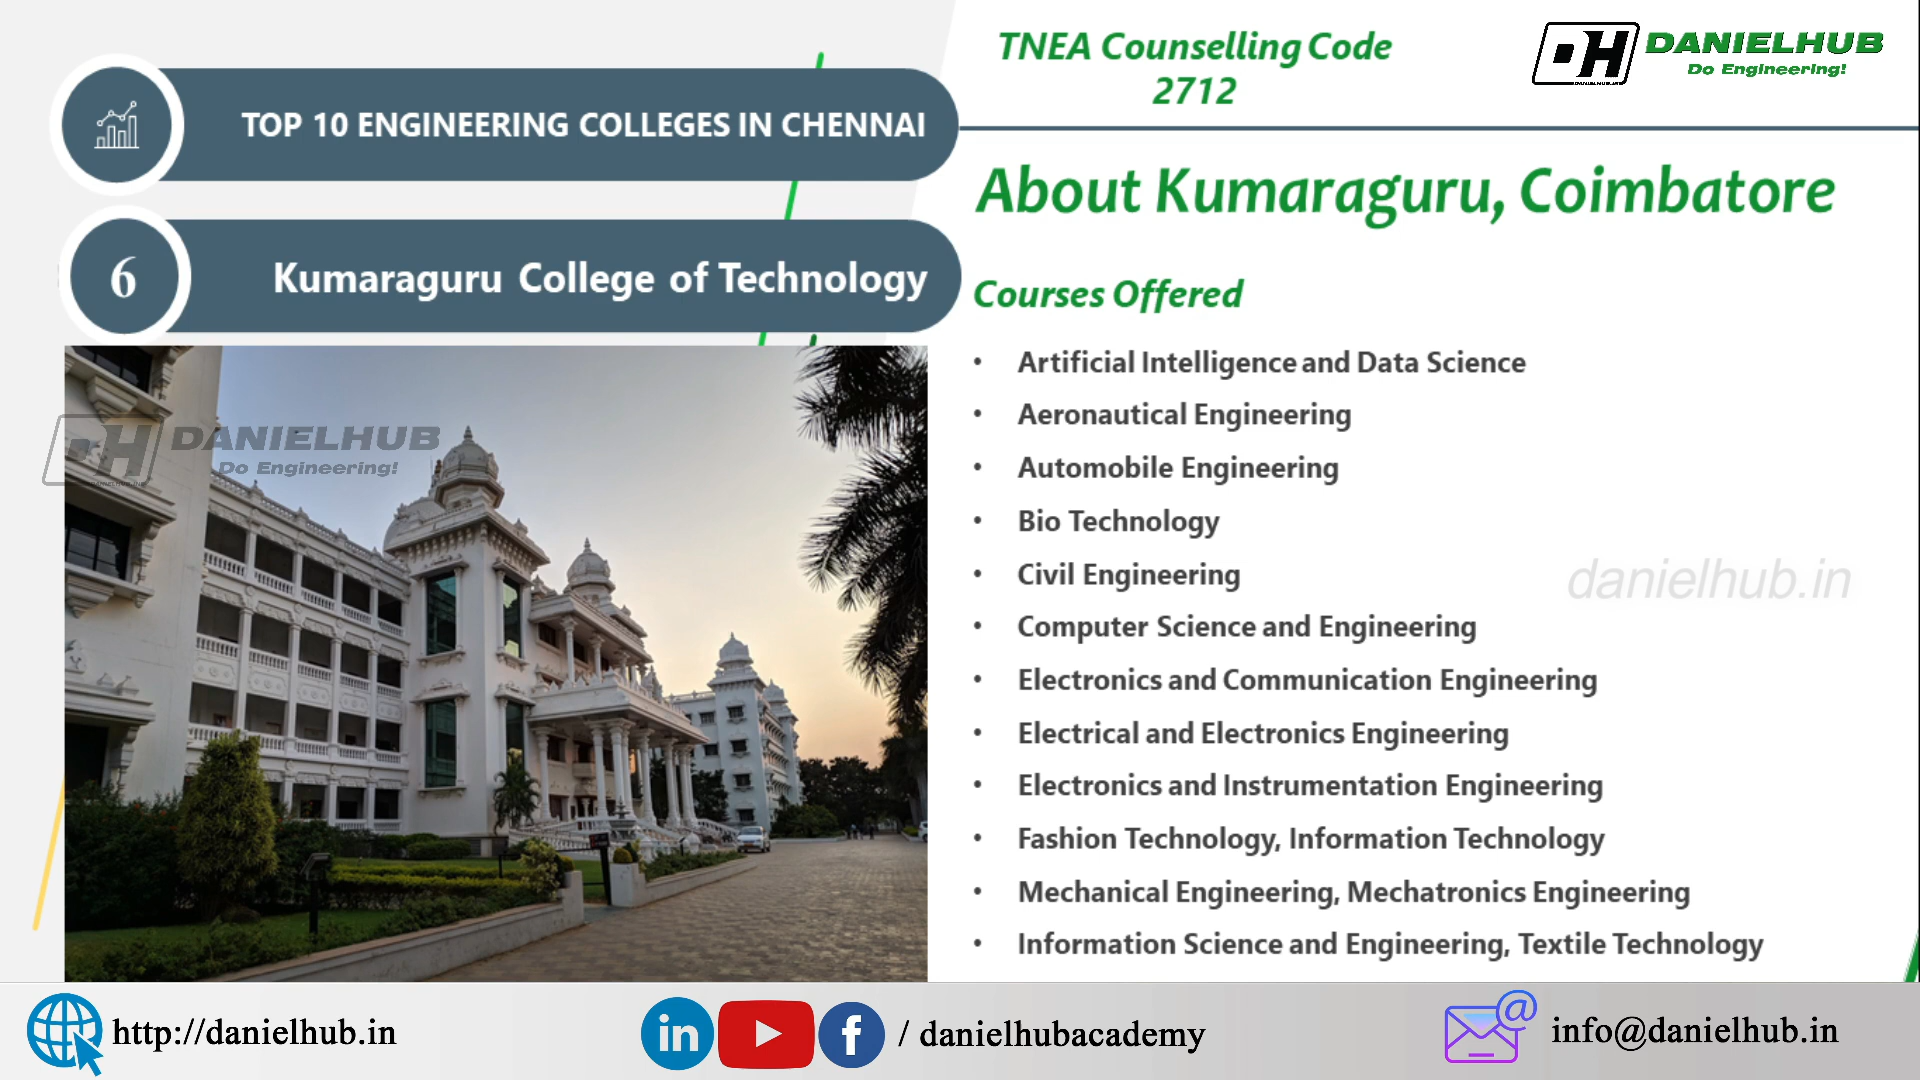 TOP 10 ENGINEERING COLLEGES IN CHENNAI
6
Kumaraguru College of Technology
DH DANIELHUB
Do Engineering!
TNEA Counselling Code
2712
DH DANIELHUB
Do Engineering!
About Kumaraguru, Coimbatore
Courses Offered
• Artificial Intelligence and Data Science
• Aeronautical Engineering
• Automobile Engineering
• Bio Technology
• Civil Engineering
• Computer Science and Engineering
• Electronics and Communication Engineering
• Electrical and Electronics Engineering
• Electronics and Instrumentation Engineering
• Fashion Technology, Information Technology
• Mechanical Engineering, Mechatronics Engineering
• Information Science and Engineering, Textile Technology
danielhub.in
http://danielhub.in
in f / danielhubacademy
@ info@danielhub.in